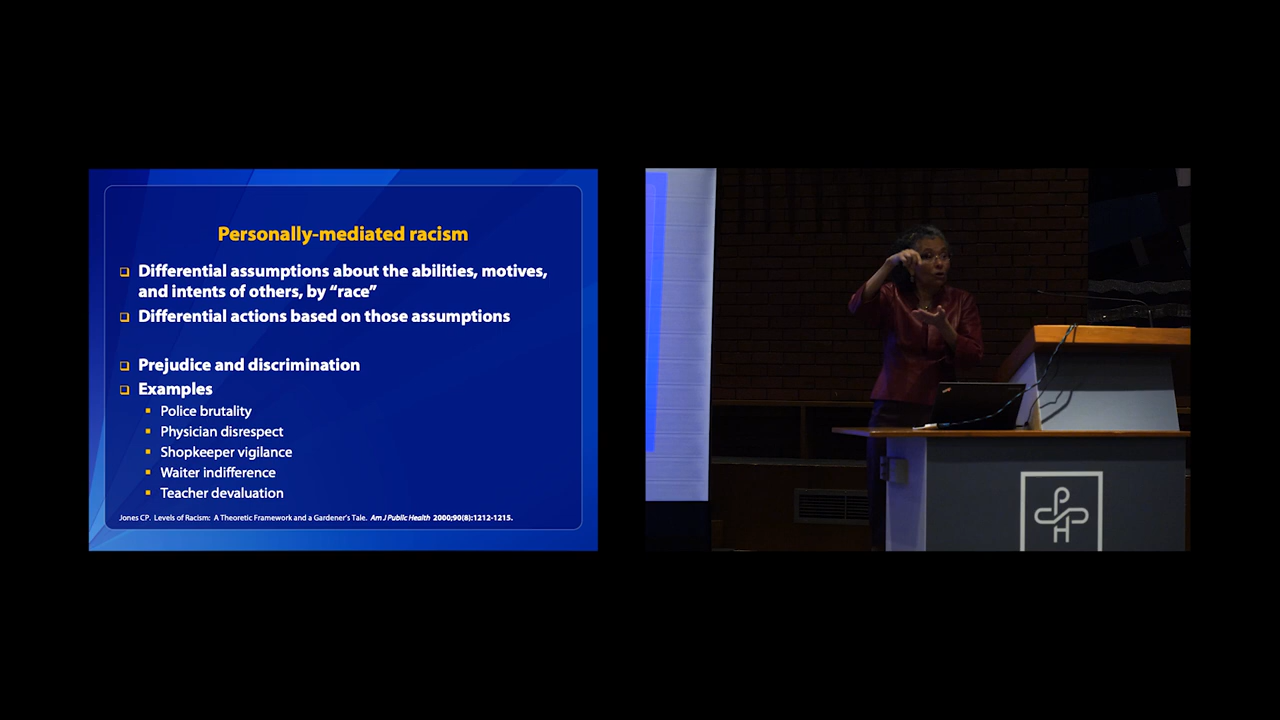 Personally-mediated racism
❑ Differential assumptions about the abilities, motives,
and intents of others, by “race”
❑ Differential actions based on those assumptions
❑ Prejudice and discrimination
❑ Examples
▪ Police brutality
▪ Physician disrespect
▪ Shopkeeper vigilance
▪ Waiter indifference
▪ Teacher devaluation
Jones CP. Levels of Racism: A Theoretic Framework and a Gardener's Tale. Am J Public Health 2000;90(8):1212-1215.
P
H